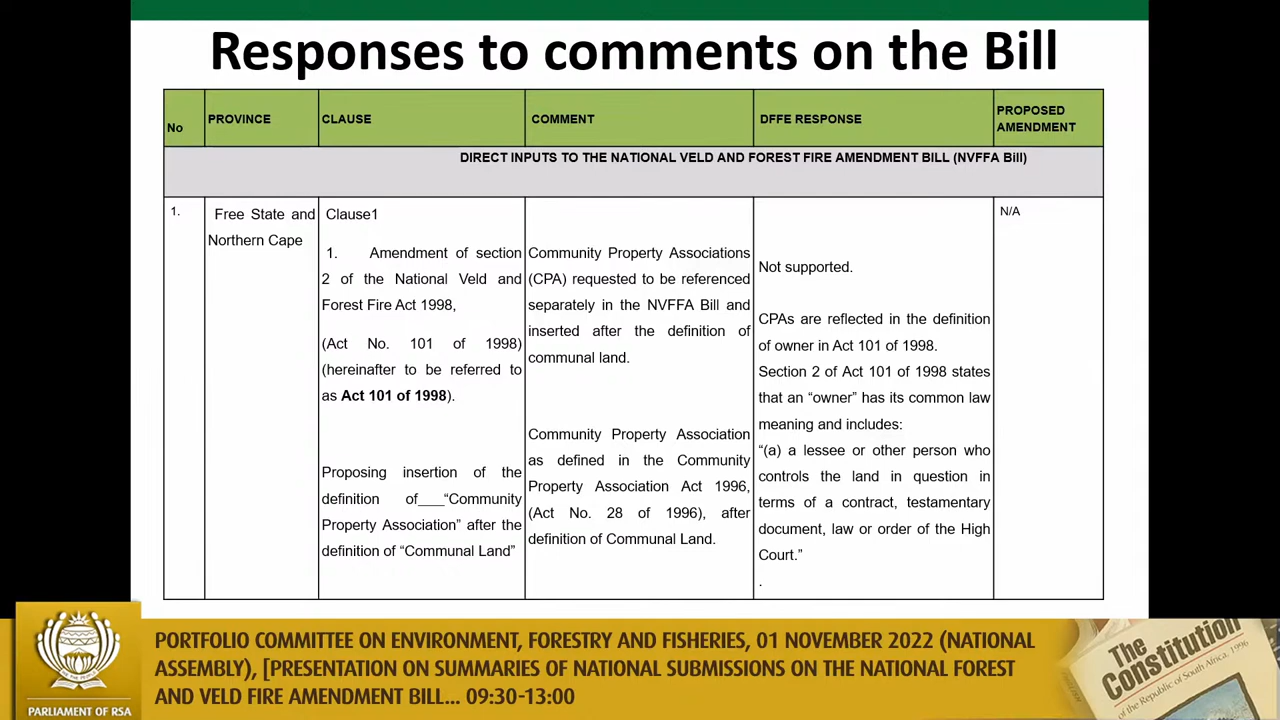 Responses to comments on the Bill
No
PROVINCE
CLAUSE
COMMENT
DFFE RESPONSE
PROPOSED
AMENDMENT
DIRECT INPUTS TO THE NATIONAL VELD AND FOREST FIRE AMENDMENT BILL (NVFFA Bill)
1.
Free State and
Northern Cape
Clause1
1. Amendment of section
2 of the National Veld and
Forest Fire Act 1998,
(Act No. 101 of 1998)
(hereinafter to be referred to
as Act 101 of 1998).
Proposing insertion of the
definition of___“Community
Property Association” after the
definition of “Communal Land”
Community Property Associations
(CPA) requested to be referenced
separately in the NVFFA Bill and
inserted after the definition of
communal land.
Community Property Association
as defined in the Community
Property Association Act 1996,
(Act No. 28 of 1996), after
definition of Communal Land.
Not supported.
CPAs are reflected in the definition
of owner in Act 101 of 1998.
Section 2 of Act 101 of 1998 states
that an “owner” has its common law
meaning and includes:
“(a) a lessee or other person who
controls the land in question in
terms of a contract, testamentary
document, law or order of the High
Court.”
.
N/A
PARLIAMENT OF RSA
PORTFOLIO COMMITTEE ON ENVIRONMENT, FORESTRY AND FISHERIES, 01 NOVEMBER 2022 (NATIONAL
ASSEMBLY), [PRESENTATION ON SUMMARIES OF NATIONAL SUBMISSIONS ON THE NATIONAL FOREST
AND VELD FIRE AMENDMENT BILL... 09:30-13:00
The
Constitution
of the Republic of South Africa, 1996